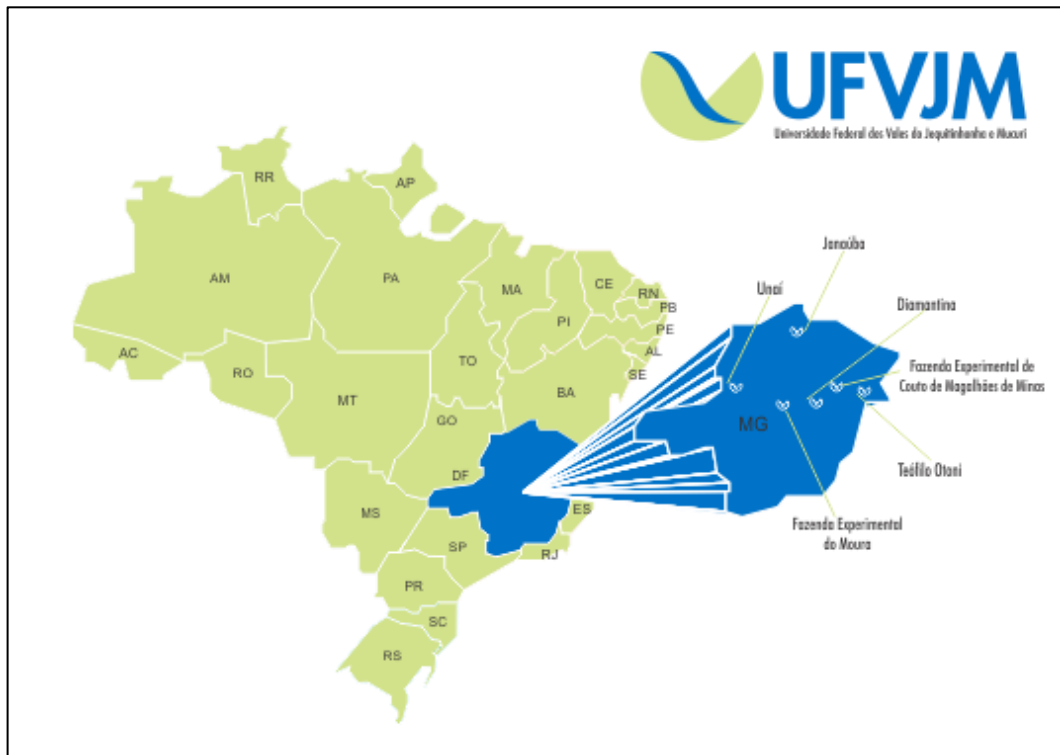 UFVJM
Universidade Federal dos Vales do Jequitinhonha e Mucuri
RR
AP
AM
PA
MA
CE
RN
PB
PI
PE
AL
SE
AC
RO
TO
MT
BA
GO
DF
MS
ES
SP
RJ
PR
SC
RS
Janaúba
Unaí
Diamantina
Fazenda Experimental de
Couto de Magalhães de Minas
MG
Teófilo Otoni
Fazenda Experimental
do Moura